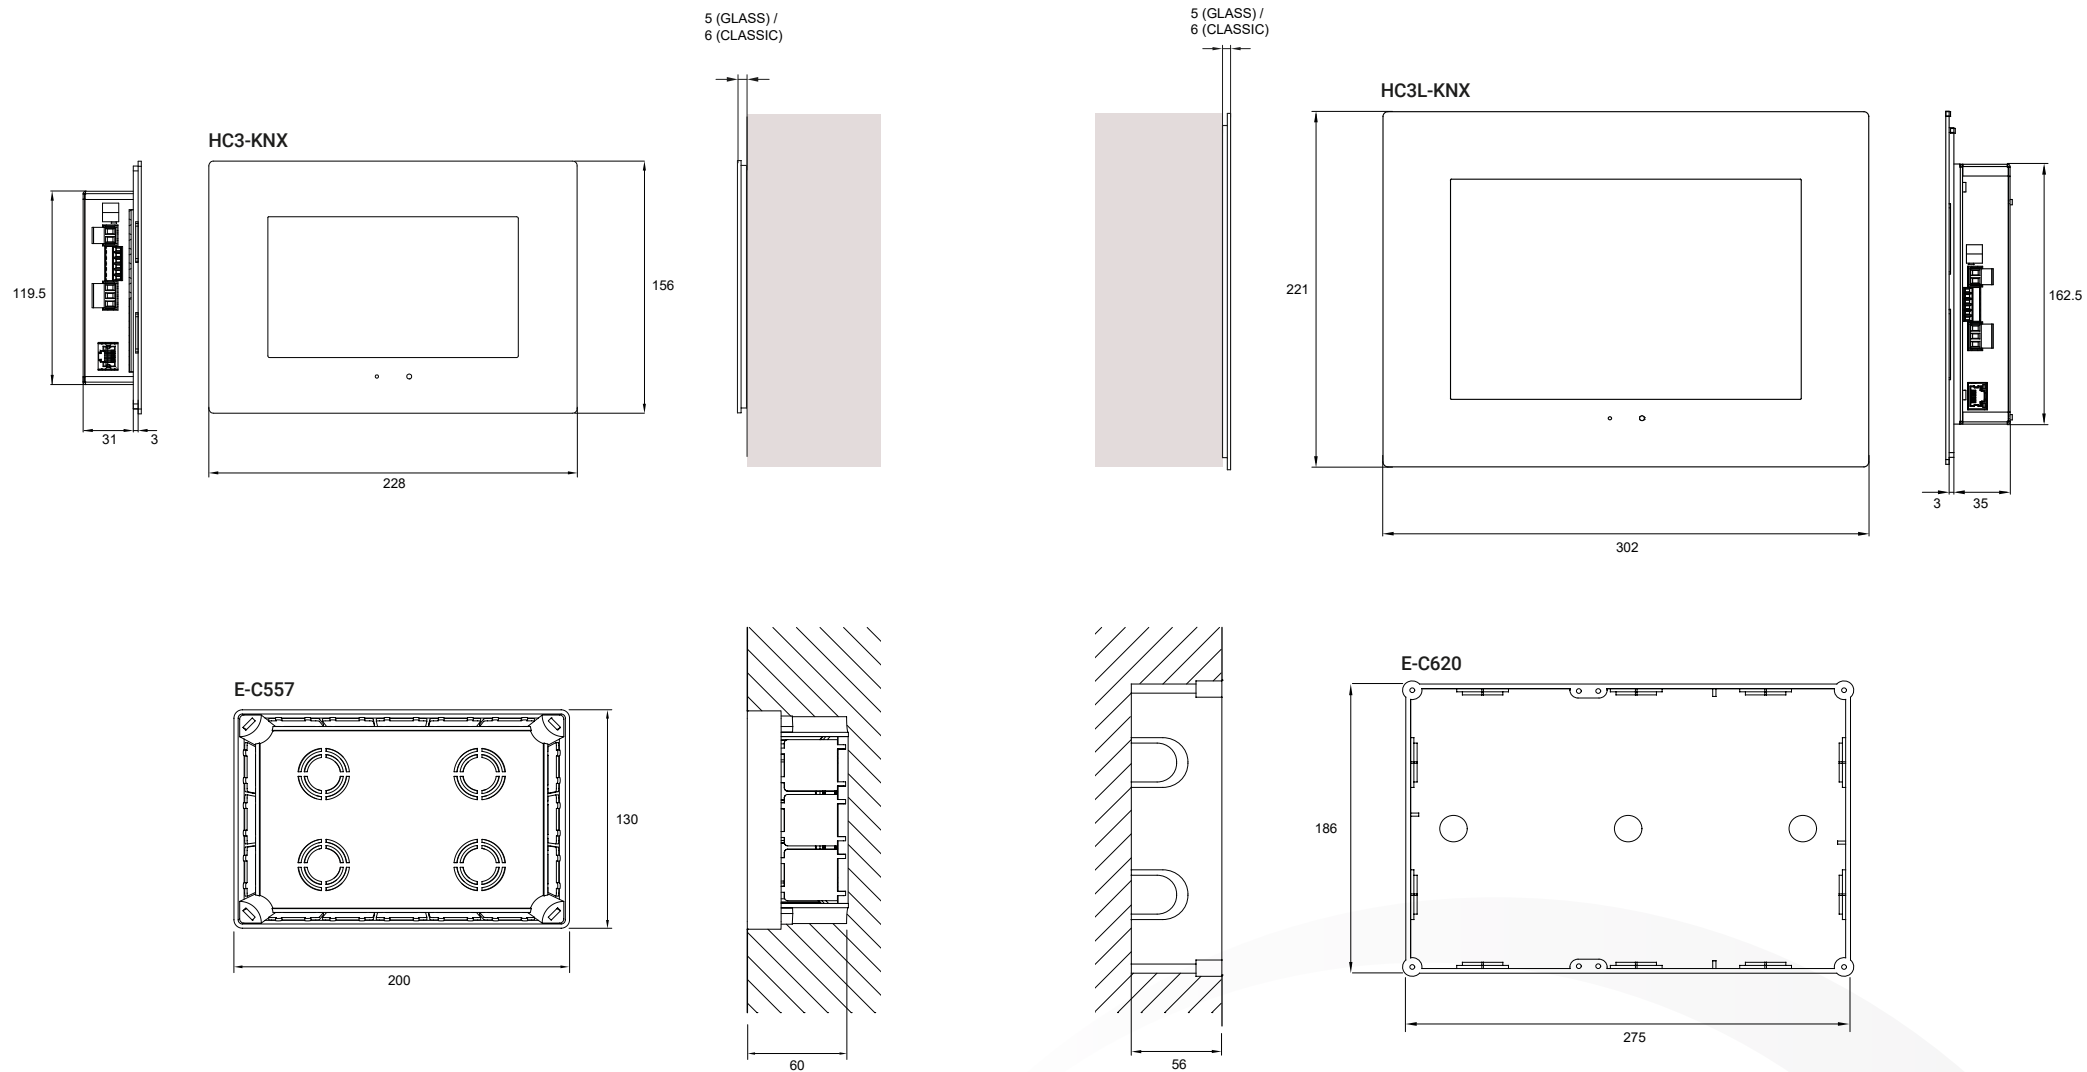 5 (GLASS) /
6 (CLASSIC)
5 (GLASS) /
6 (CLASSIC)
HC3L-KNX
HC3-KNX
119.5
156
221
162.5
31
3
228
3
35
302
E-C557
E-C620
130
186
200
275
60
56